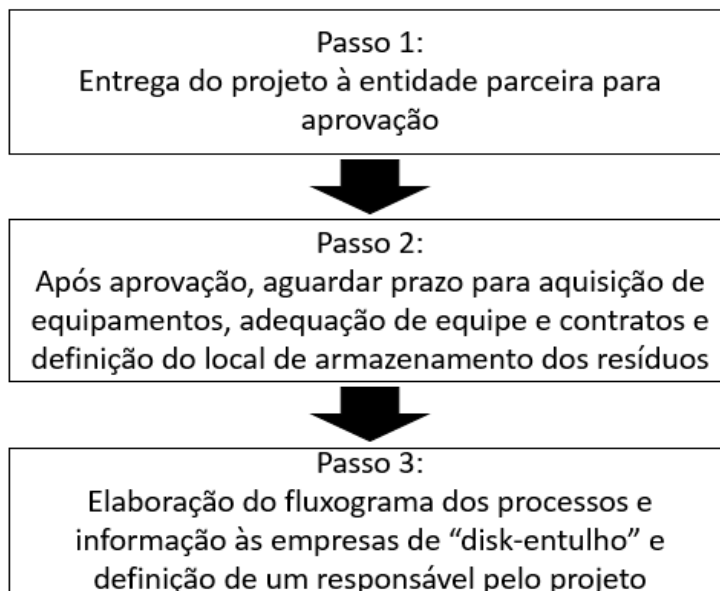 Passo 1:
Entrega do projeto à entidade parceira para
aprovação
Passo 2:
Após aprovação, aguardar prazo para aquisição de
equipamentos, adequação de equipe e contratos e
definição do local de armazenamento dos resíduos
Passo 3:
Elaboração do fluxograma dos processos e
informação às empresas de “disk-entulho” e
definição de um responsável pelo projeto